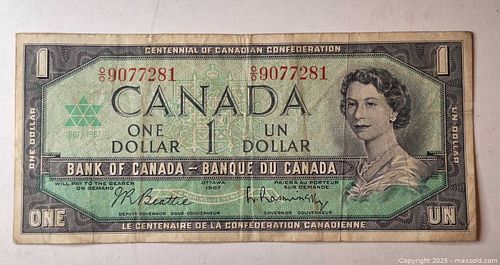 CENTENNIAL OF CANADIAN CONFEDERATION
1 1
O/O 9077281 O/O 9077281
CANADA
1867 1967
ONE DOLLAR 1 UN DOLLAR
ONE DOLLAR
UN DOLLAR
BANK OF CANADA – BANQUE DU CANADA
WILL PAY TO THE BEARER ON DEMAND
OTTAWA 1967
PAIERA AU PORTEUR SUR DEMANDE
JR Beattie
L Rasminsky
DEPUTY GOVERNOR SOUS-GOUVERNEUR
GOVERNOR GOUVERNEUR
ONE UN
LE CENTENAIRE DE LA CONFÉDÉRATION CANADIENNE
Copyright 2025 - maxsold.com